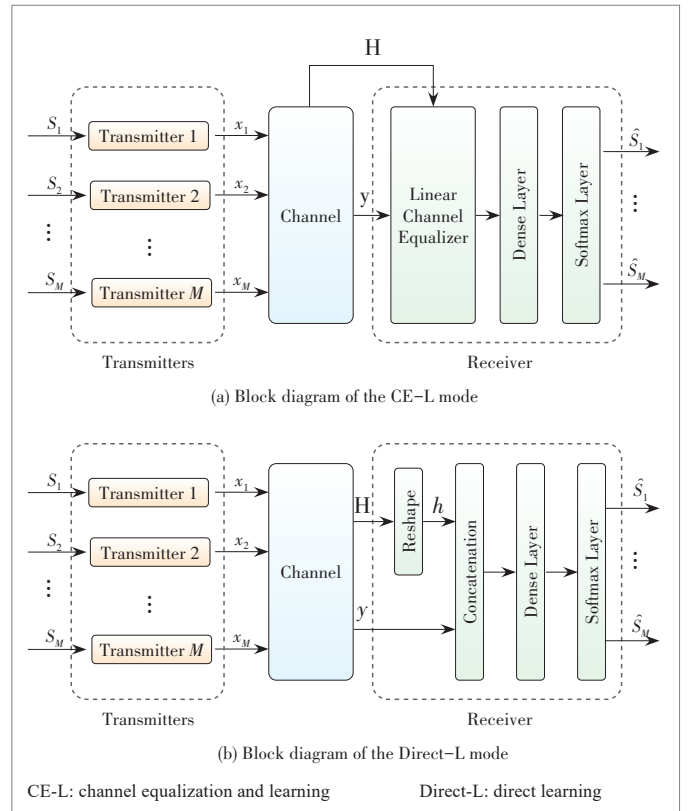 H
S1
Transmitter 1
x1
S2
Transmitter 2
x2
⋮
⋮
SM
Transmitter M
xM
Channel
y
Linear
Channel
Equalizer
Dense Layer
Softmax Layer
Ŝ1
⋮
ŜM
Transmitters
Receiver
(a) Block diagram of the CE-L mode
S1
Transmitter 1
x1
S2
Transmitter 2
x2
⋮
⋮
SM
Transmitter M
xM
Channel
H
Reshape
h
y
Concatenation
Dense Layer
Softmax Layer
Ŝ1
⋮
ŜM
Transmitters
Receiver
(b) Block diagram of the Direct-L mode
CE-L: channel equalization and learning
Direct-L: direct learning